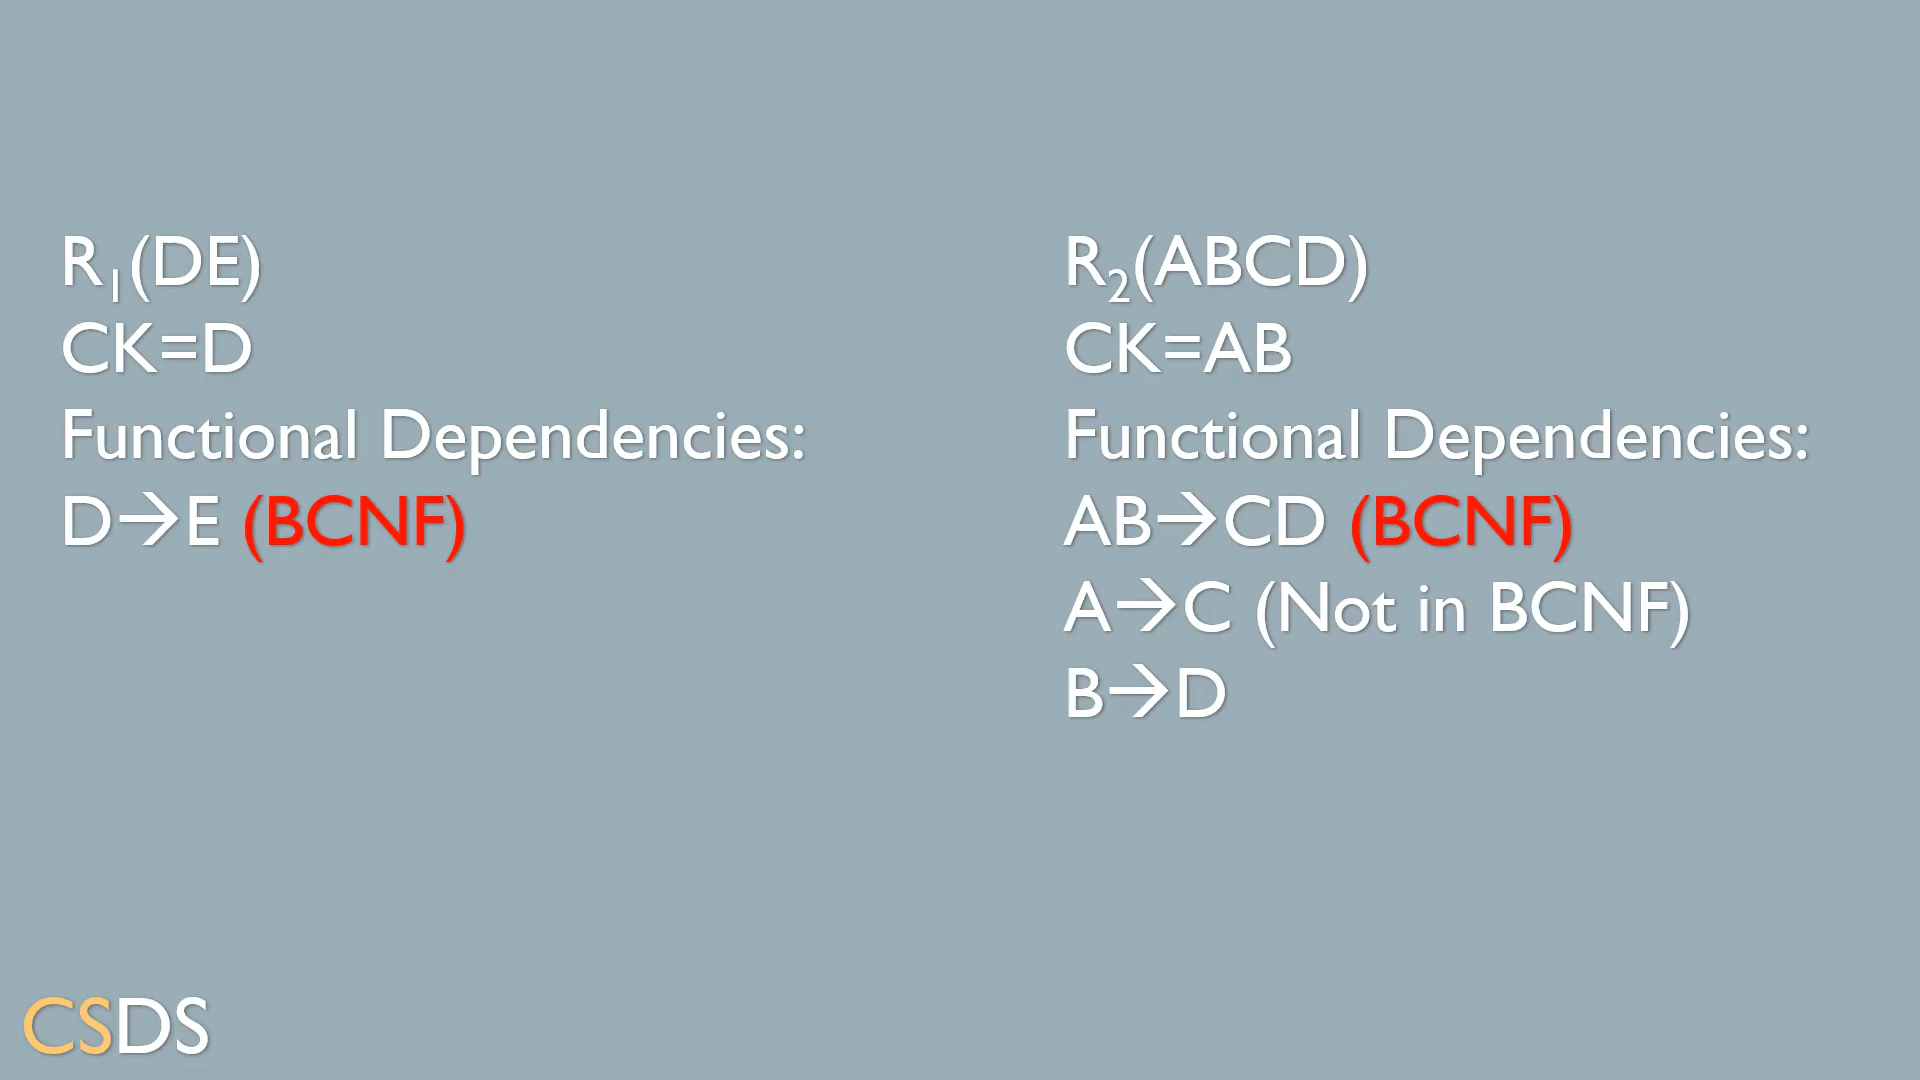 R₁(DE)
CK=D
Functional Dependencies:
D→E (BCNF)
R₂(ABCD)
CK=AB
Functional Dependencies:
AB→CD (BCNF)
A→C (Not in BCNF)
B→D
CSDS